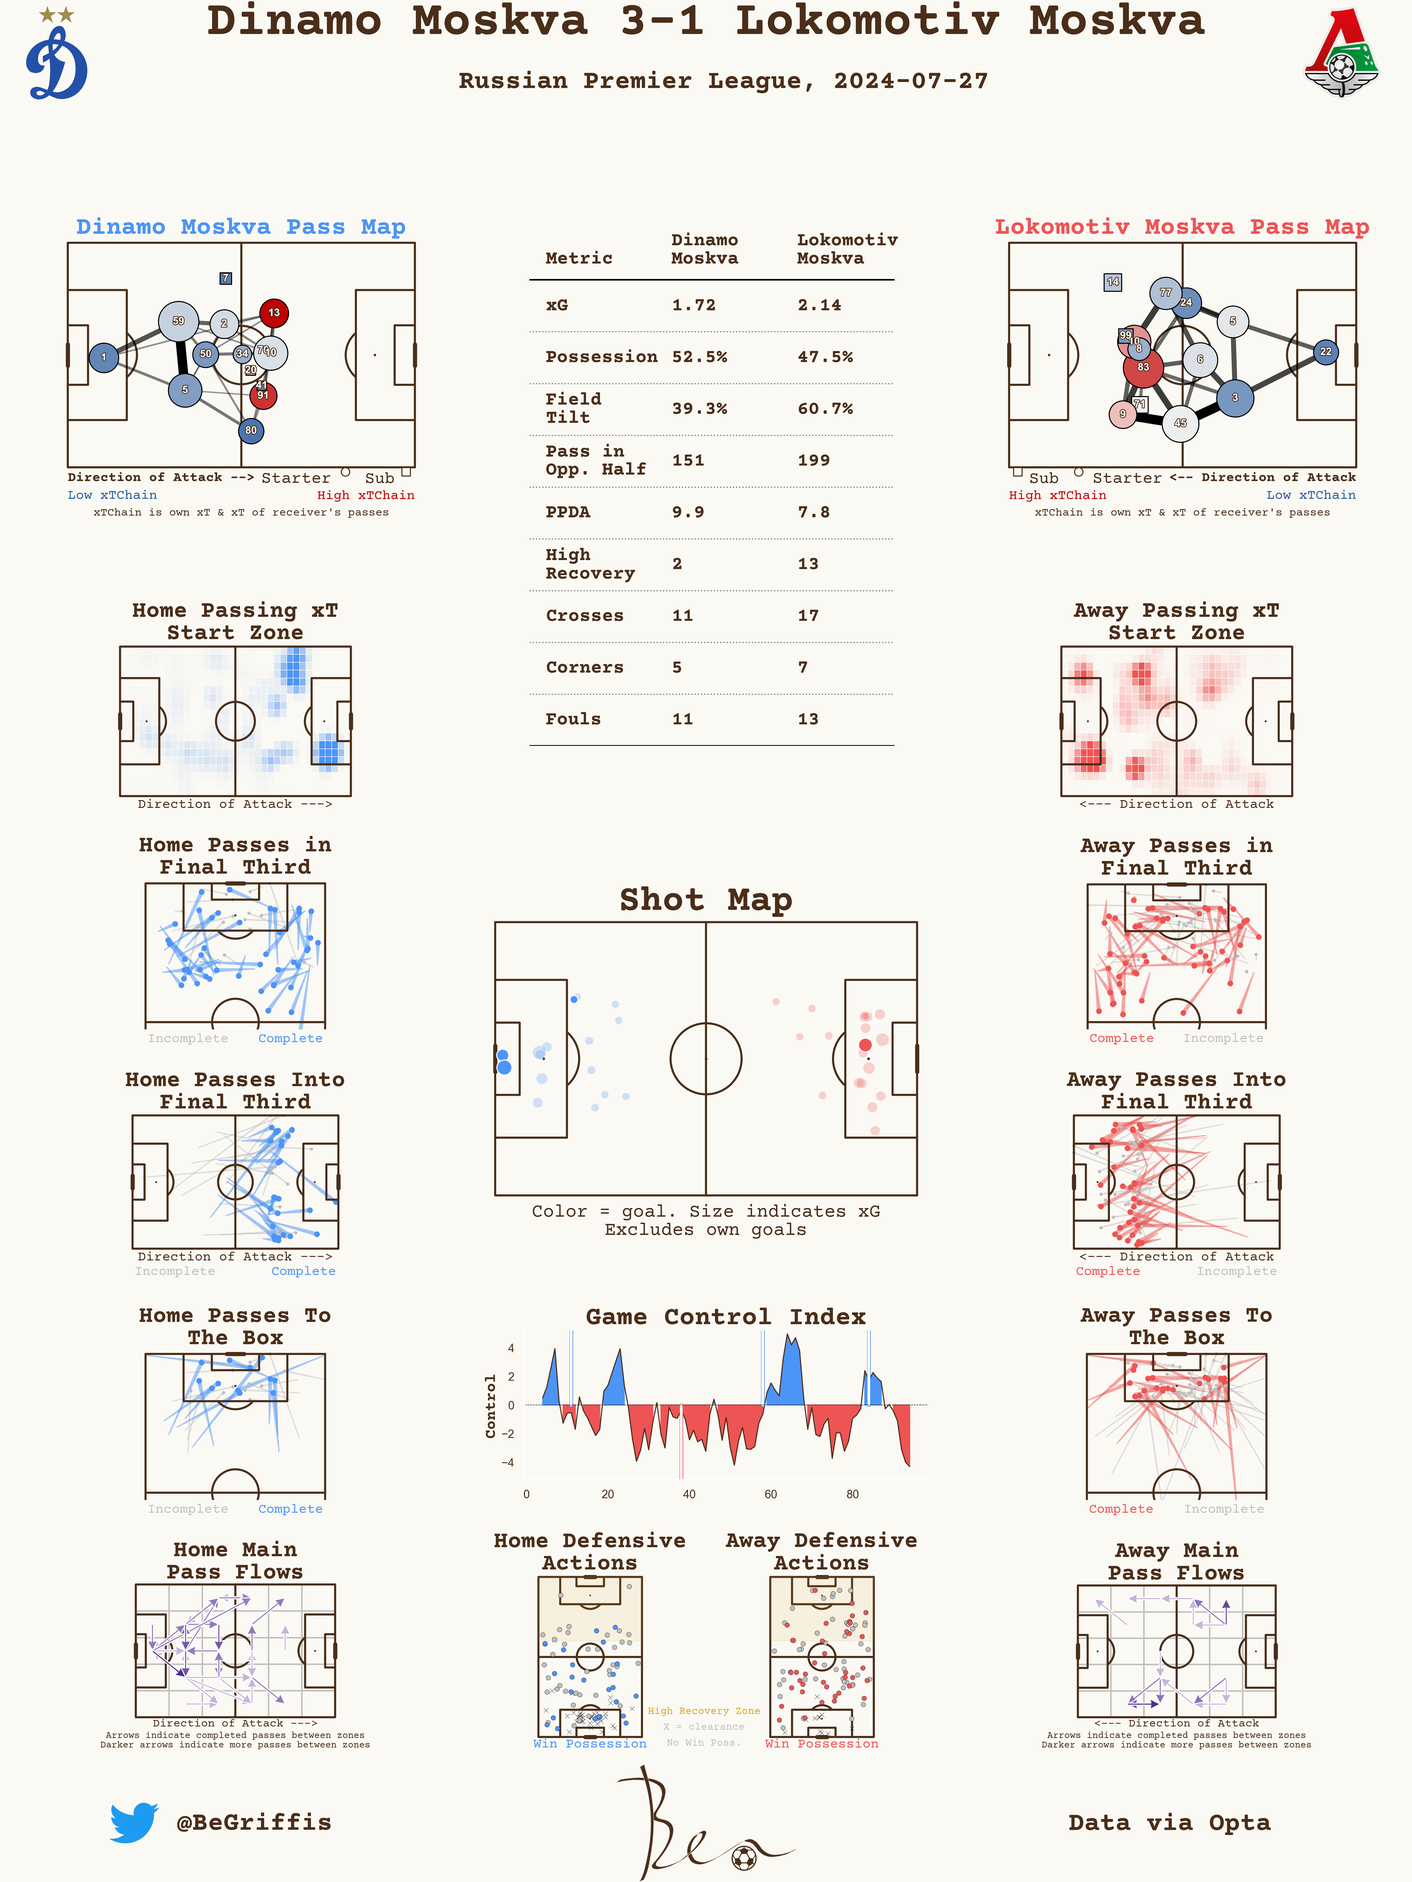 Dinamo Moskva 3-1 Lokomotiv Moskva
Russian Premier League, 2024-07-27
Dinamo Moskva Pass Map
7
13
59
2
1
50
34
10
20
5
41
91
80
Direction of Attack --> Starter Sub
Low xTChain High xTChain
xTChain is own xT & xT of receiver's passes
Metric Dinamo Moskva Lokomotiv Moskva
xG 1.72 2.14
Possession 52.5% 47.5%
Field Tilt 39.3% 60.7%
Pass in Opp. Half 151 199
PPDA 9.9 7.8
High Recovery 2 13
Crosses 11 17
Corners 5 7
Fouls 11 13
Lokomotiv Moskva Pass Map
14
77
24
5
99
10
8
22
83
6
3
71
9
45
Sub Starter <-- Direction of Attack
High xTChain Low xTChain
xTChain is own xT & xT of receiver's passes
Home Passing xT
Start Zone
Direction of Attack --->
Away Passing xT
Start Zone
<--- Direction of Attack
Home Passes in
Final Third
Incomplete Complete
Away Passes in
Final Third
Complete Incomplete
Shot Map
Color = goal. Size indicates xG
Excludes own goals
Home Passes Into
Final Third
Direction of Attack --->
Incomplete Complete
Away Passes Into
Final Third
<--- Direction of Attack
Complete Incomplete
Home Passes To
The Box
Incomplete Complete
Game Control Index
Control
4
2
0
−2
−4
0 20 40 60 80
Away Passes To
The Box
Complete Incomplete
Home Main
Pass Flows
Direction of Attack --->
Arrows indicate completed passes between zones
Darker arrows indicate more passes between zones
Home Defensive
Actions
Win Possession
High Recovery Zone
X = clearance
No Win Poss.
Away Defensive
Actions
Win Possession
Away Main
Pass Flows
<--- Direction of Attack
Arrows indicate completed passes between zones
Darker arrows indicate more passes between zones
@BeGriffis
Ben
Data via Opta